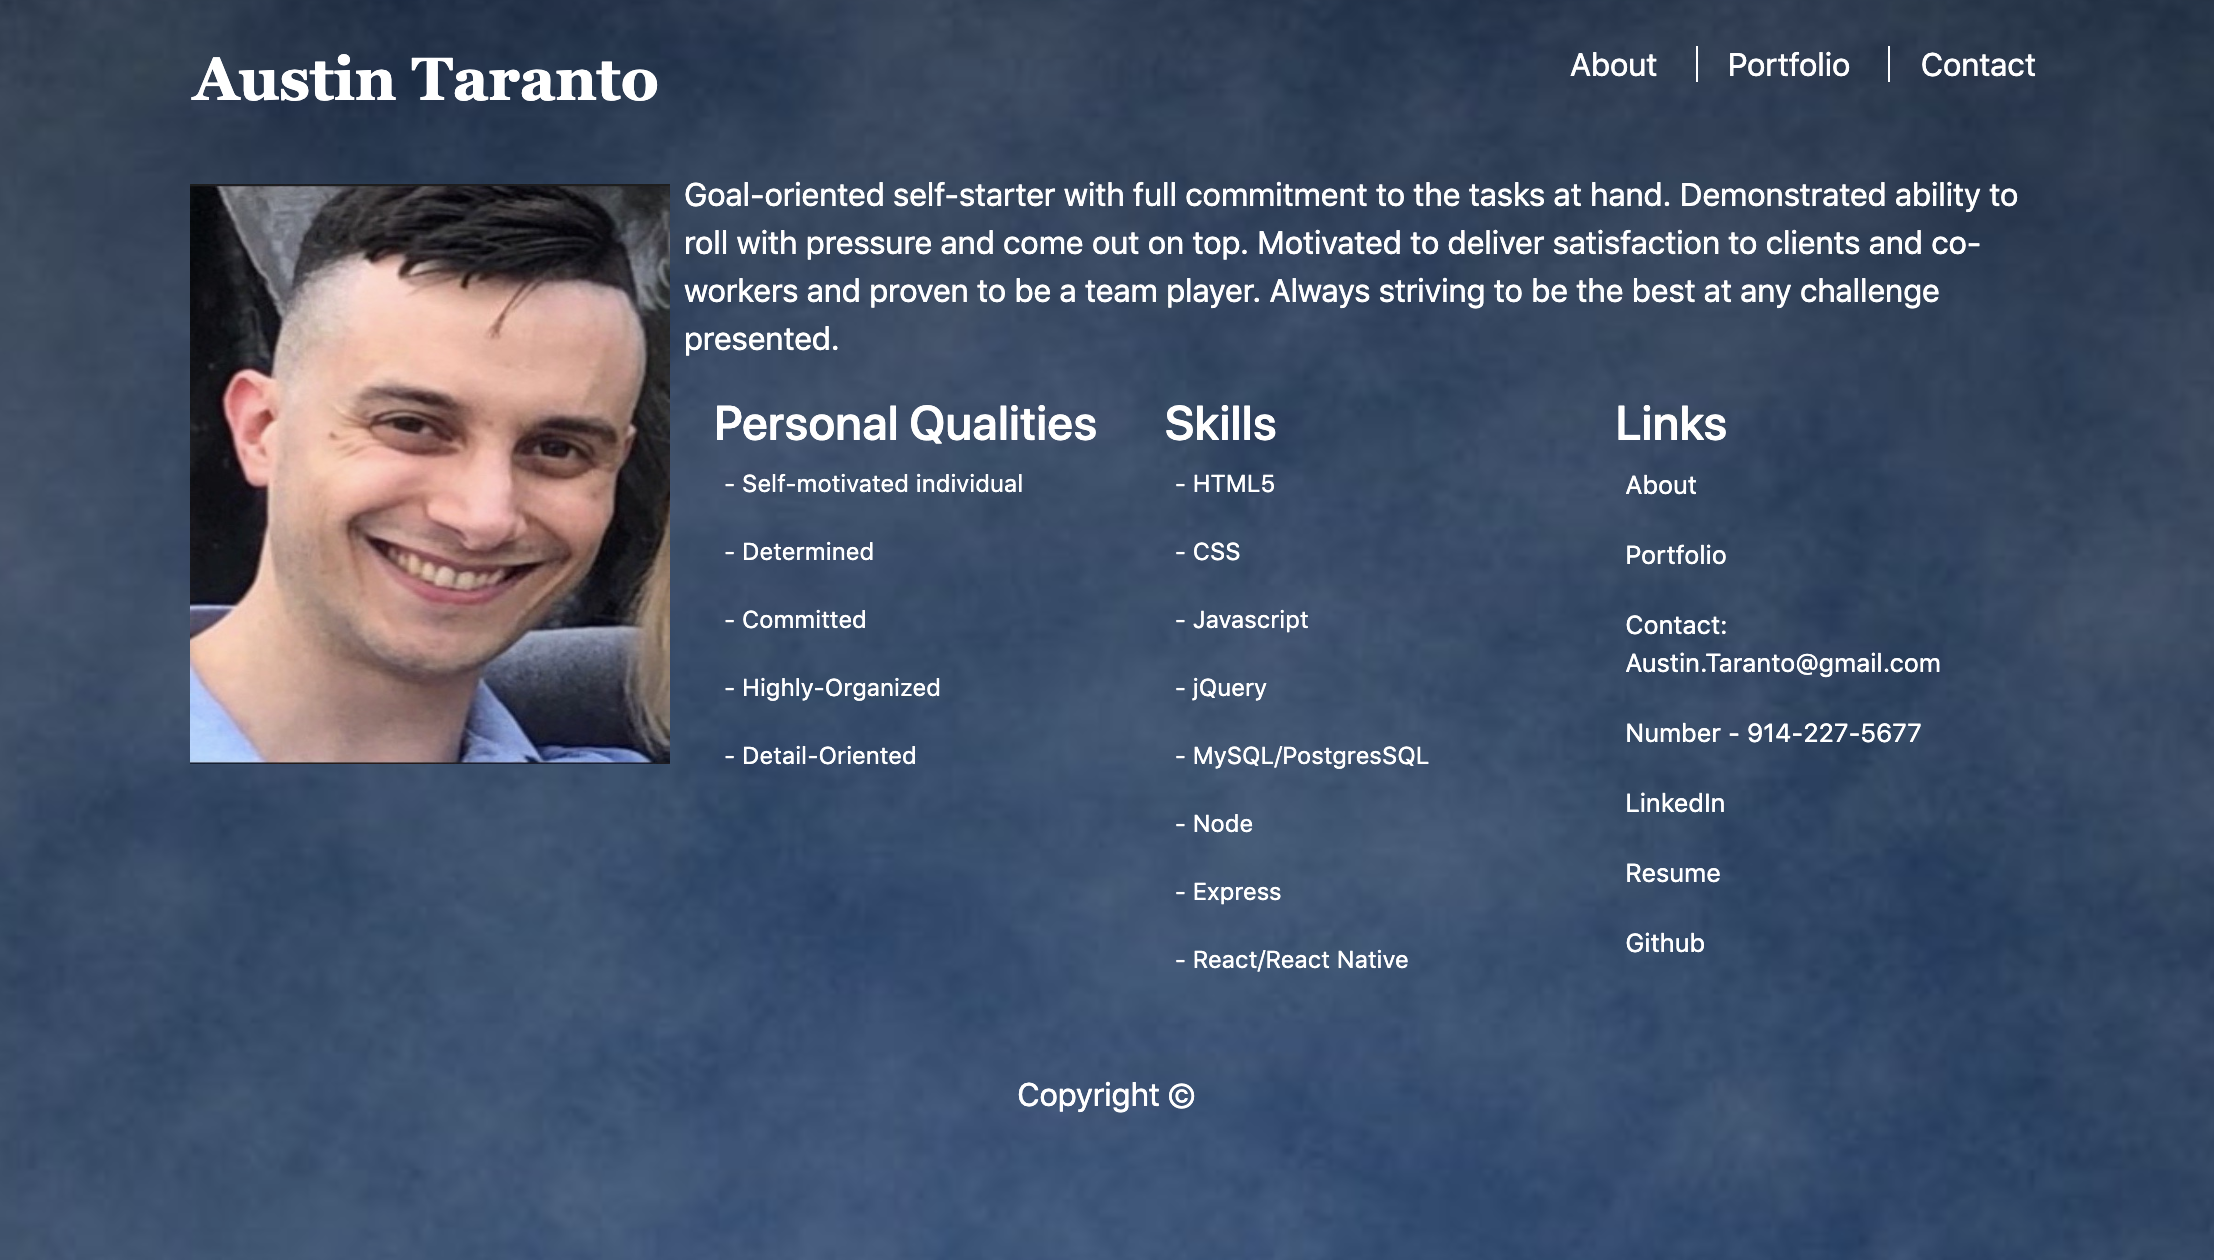 Austin Taranto
About
Portfolio
Contact
Goal-oriented self-starter with full commitment to the tasks at hand. Demonstrated ability to
roll with pressure and come out on top. Motivated to deliver satisfaction to clients and co-
workers and proven to be a team player. Always striving to be the best at any challenge
presented.
Personal Qualities
- Self-motivated individual
- Determined
- Committed
- Highly-Organized
- Detail-Oriented
Skills
- HTML5
- CSS
- Javascript
- jQuery
- MySQL/PostgresSQL
- Node
- Express
- React/React Native
Links
About
Portfolio
Contact:
Austin.Taranto@gmail.com
Number - 914-227-5677
LinkedIn
Resume
Github
Copyright ©